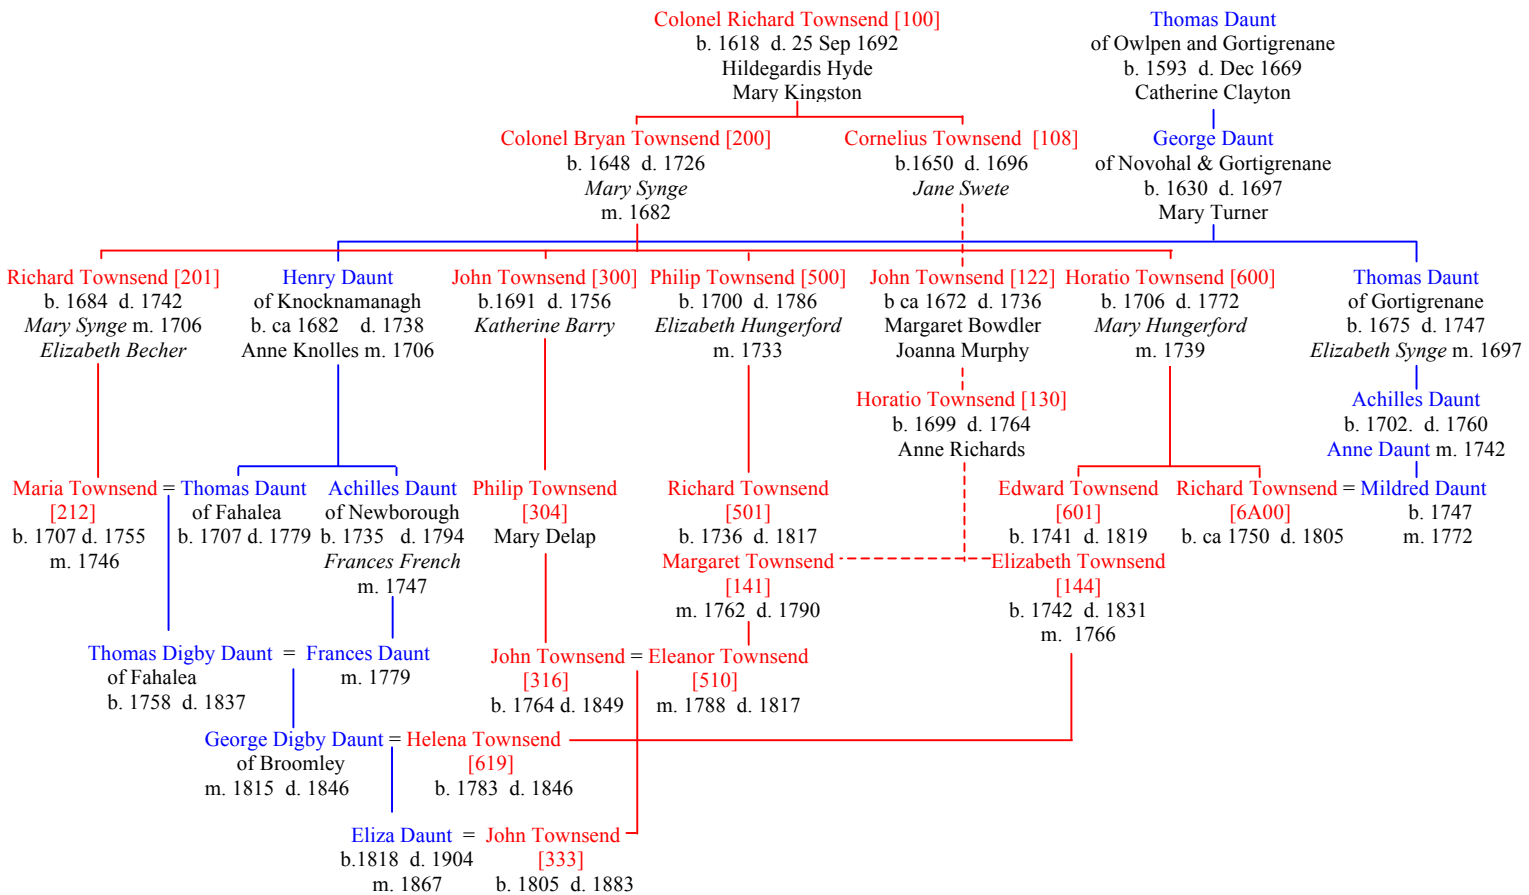 Colonel Richard Townsend [100]
b. 1618 d. 25 Sep 1692
Hildegardis Hyde
Mary Kingston
Thomas Daunt
of Owlpen and Gortigrenane
b. 1593 d. Dec 1669
Catherine Clayton
Colonel Bryan Townsend [200]
b. 1648 d. 1726
Mary Synge
m. 1682
Cornelius Townsend [108]
b.1650 d. 1696
Jane Swete
George Daunt
of Novohal & Gortigrenane
b. 1630 d. 1697
Mary Turner
Richard Townsend [201]
b. 1684 d. 1742
Mary Synge m. 1706
Elizabeth Becher
Henry Daunt
of Knocknamanagh
b. ca 1682 d. 1738
Anne Knolles m. 1706
John Townsend [300]
b.1691 d. 1756
Katherine Barry
Philip Townsend [500]
b. 1700 d. 1786
Elizabeth Hungerford
m. 1733
John Townsend [122]
b ca 1672 d. 1736
Margaret Bowdler
Joanna Murphy
Horatio Townsend [600]
b. 1706 d. 1772
Mary Hungerford
m. 1739
Thomas Daunt
of Gortigrenane
b. 1675 d. 1747
Elizabeth Synge m. 1697
Horatio Townsend [130]
b. 1699 d. 1764
Anne Richards
Achilles Daunt
b. 1702. d. 1760
Anne Daunt m. 1742
Maria Townsend = Thomas Daunt
[212]
b. 1707 d. 1755
m. 1746
of Fahalea
b. 1707 d. 1779
Achilles Daunt
of Newborough
b. 1735 d. 1794
Frances French
m. 1747
Philip Townsend
[304]
Mary Delap
Richard Townsend
[501]
b. 1736 d. 1817
Margaret Townsend
[141]
m. 1762 d. 1790
Edward Townsend
[601]
b. 1741 d. 1819
Elizabeth Townsend
[144]
b. 1742 d. 1831
m. 1766
Richard Townsend = Mildred Daunt
[6A00]
b. ca 1750 d. 1805
b. 1747
m. 1772
Thomas Digby Daunt = Frances Daunt
of Fahalea
b. 1758 d. 1837
m. 1779
John Townsend = Eleanor Townsend
[316]
b. 1764 d. 1849
[510]
m. 1788 d. 1817
George Digby Daunt = Helena Townsend
of Broomley
m. 1815 d. 1846
[619]
b. 1783 d. 1846
Eliza Daunt = John Townsend
b.1818 d. 1904
m. 1867
[333]
b. 1805 d. 1883